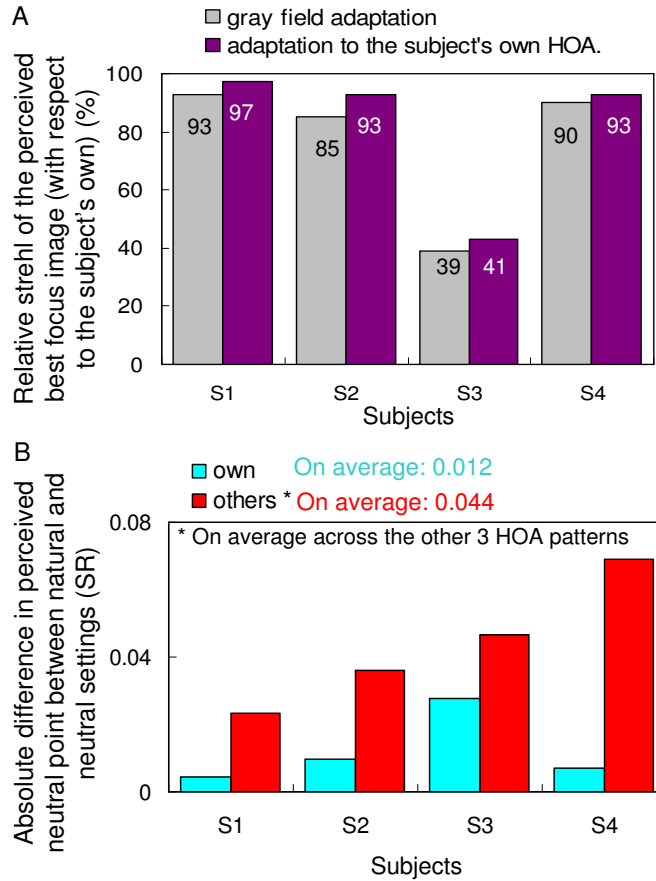 A
gray field adaptation
adaptation to the subject's own HOA.
Relative strehl of the perceived
best focus image (with respect
to the subject's own) (%)
100
80
60
40
20
0
93
97
85
93
39
41
90
93
S1
S2
S3
S4
Subjects
B
own
On average: 0.012
others *
On average: 0.044
Absolute difference in perceived
neutral point between natural and
neutral settings (SR)
0.08
0.04
0
* On average across the other 3 HOA patterns
S1
S2
S3
S4
Subjects